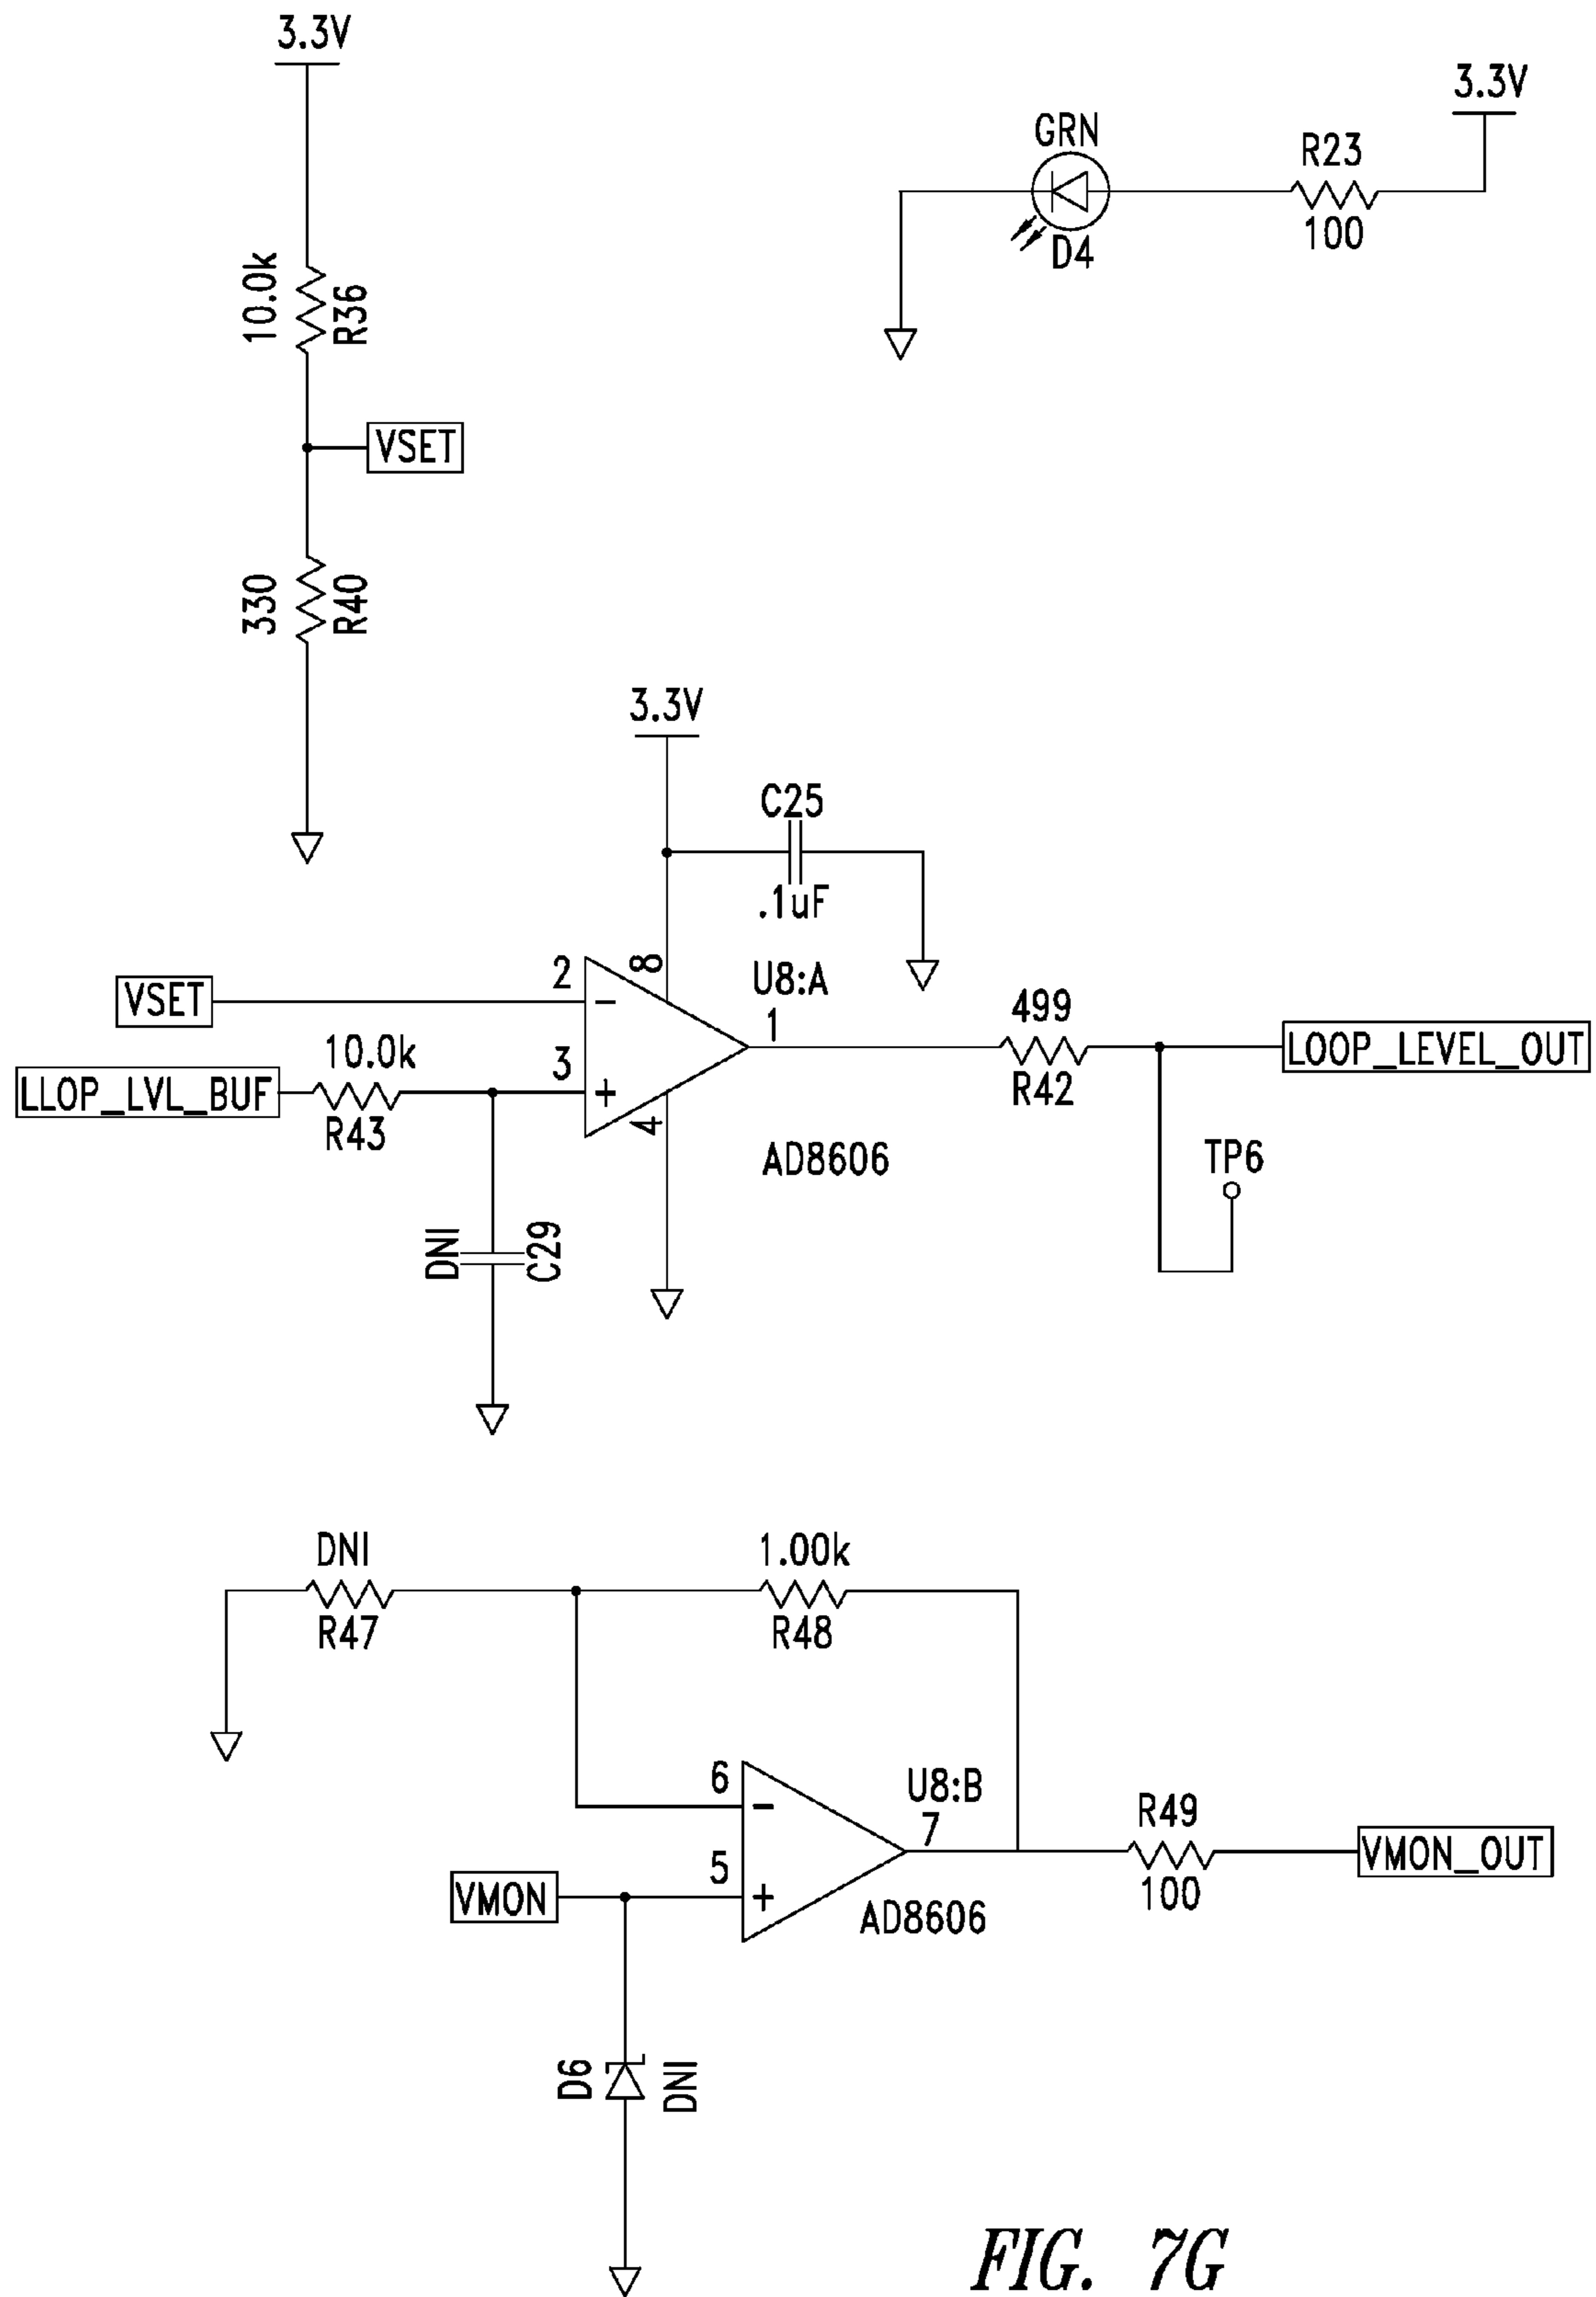 3.3V
10.0k
R36
VSET
330
R40
GRN
D4
R23
100
3.3V
3.3V
C25
.1uF
VSET
2
8
U8:A
1
10.0k
3
LLOP_LVL_BUF
R43
4
AD8606
499
R42
LOOP_LEVEL_OUT
TP6
DNI
C29
DNI
R47
1.00k
R48
6
U8:B
7
5
VMON
AD8606
R49
100
VMON_OUT
D6
DNI
FIG. 7G